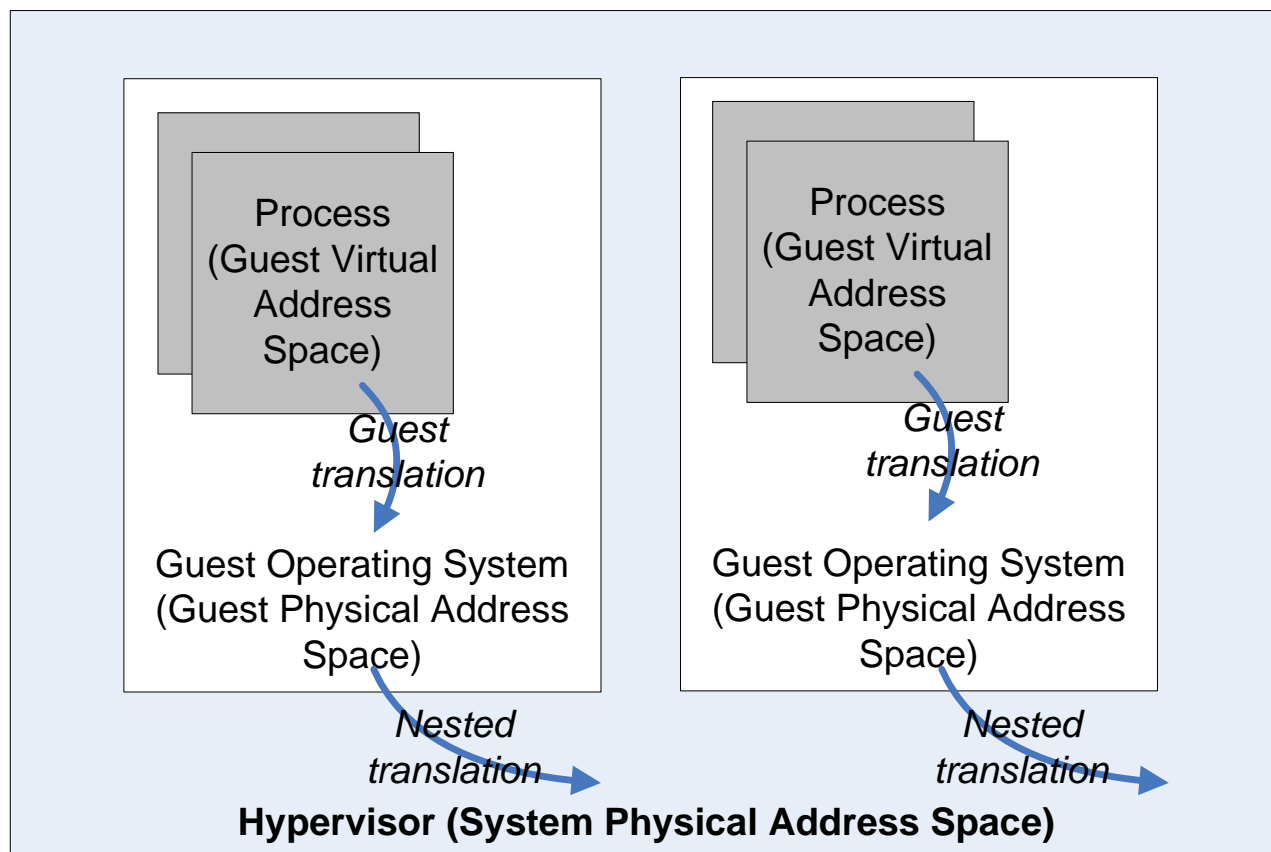 Process
(Guest Virtual
Address
Space)
Guest
translation
Guest Operating System
(Guest Physical Address
Space)
Nested
translation
Process
(Guest Virtual
Address
Space)
Guest
translation
Guest Operating System
(Guest Physical Address
Space)
Nested
translation
Hypervisor (System Physical Address Space)